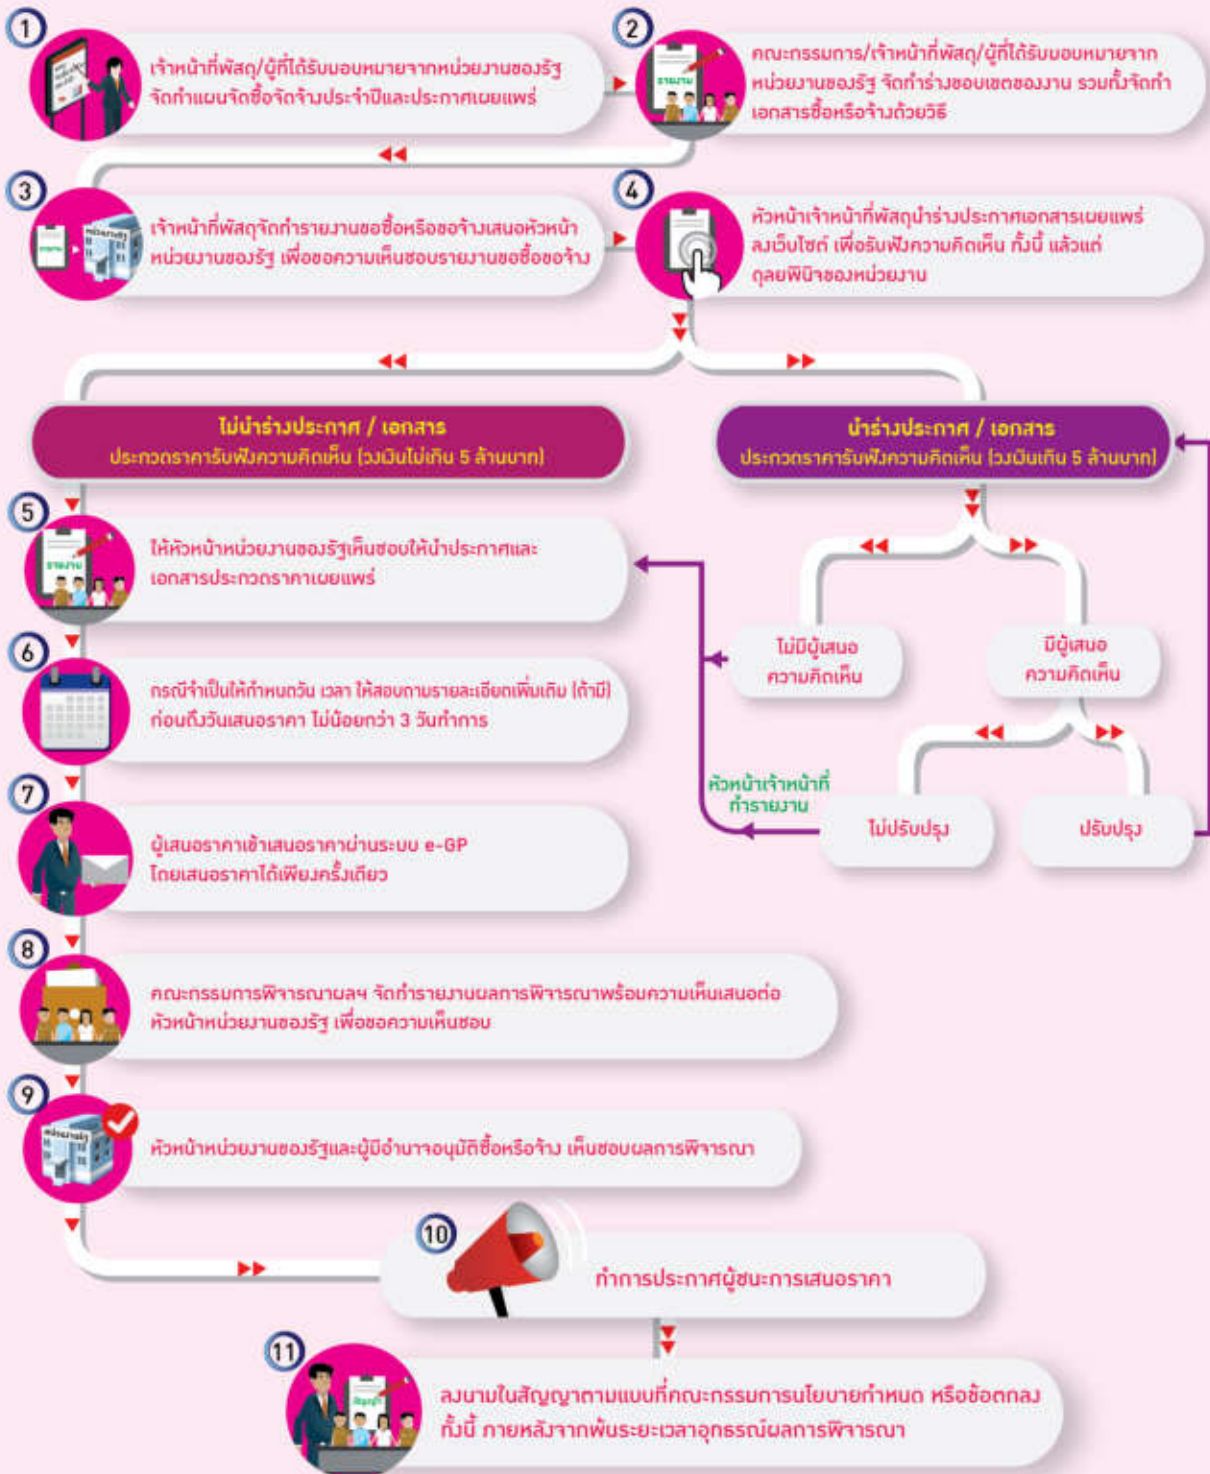 1
เจ้าหน้าที่พัสดุ/ผู้ที่ได้รับมอบหมายจากหน่วยงานของรัฐ
จัดทำแผนจัดซื้อจัดจ้างประจำปีและประกาศเผยแพร่
2
รายงาน
คณะกรรมการ/เจ้าหน้าที่พัสดุ/ผู้ที่ได้รับมอบหมายจาก
หน่วยงานของรัฐ จัดทำร่างขอบเขตของงาน รวมทั้งจัดทำ
เอกสารซื้อหรือจ้างด้วยวิธี
3
รายงาน
หน่วยงานรัฐ
เจ้าหน้าที่พัสดุจัดทำรายงานขอซื้อหรือขอจ้างเสนอหัวหน้า
หน่วยงานของรัฐ เพื่อขอความเห็นชอบรายงานขอซื้อขอจ้าง
4
หัวหน้าเจ้าหน้าที่พัสดุนำร่างประกาศเอกสารเผยแพร่
ลงเว็บไซต์ เพื่อรับฟังความคิดเห็น ทั้งนี้ แล้วแต่
ดุลยพินิจของหน่วยงาน
ไม่นำร่างประกาศ / เอกสาร
ประกวดราคารับฟังความคิดเห็น (วงเงินไม่เกิน 5 ล้านบาท)
นำร่างประกาศ / เอกสาร
ประกวดราคารับฟังความคิดเห็น (วงเงินเกิน 5 ล้านบาท)
5
รายงาน
ให้หัวหน้าหน่วยงานของรัฐเห็นชอบให้นำประกาศและ
เอกสารประกวดราคาเผยแพร่
ไม่มีผู้เสนอ
ความคิดเห็น
มีผู้เสนอ
ความคิดเห็น
6
กรณีจำเป็นให้กำหนดวัน เวลา ให้สอบถามรายละเอียดเพิ่มเติม (ถ้ามี)
ก่อนถึงวันเสนอราคา ไม่น้อยกว่า 3 วันทำการ
หัวหน้าเจ้าหน้าที่
ทำรายงาน
ไม่ปรับปรุง
ปรับปรุง
7
ผู้เสนอราคาเข้าเสนอราคาผ่านระบบ e-GP
โดยเสนอราคาได้เพียงครั้งเดียว
8
คณะกรรมการพิจารณาผลฯ จัดทำรายงานผลการพิจารณาพร้อมความเห็นเสนอต่อ
หัวหน้าหน่วยงานของรัฐ เพื่อขอความเห็นชอบ
9
หน่วยงานรัฐ
หัวหน้าหน่วยงานของรัฐและผู้มีอำนาจอนุมัติซื้อหรือจ้าง เห็นชอบผลการพิจารณา
10
ทำการประกาศผู้ชนะการเสนอราคา
11
สัญญา
ลงนามในสัญญาตามแบบที่คณะกรรมการนโยบายกำหนด หรือข้อตกลง
ทั้งนี้ ภายหลังจากพ้นระยะเวลาอุทธรณ์ผลการพิจารณา